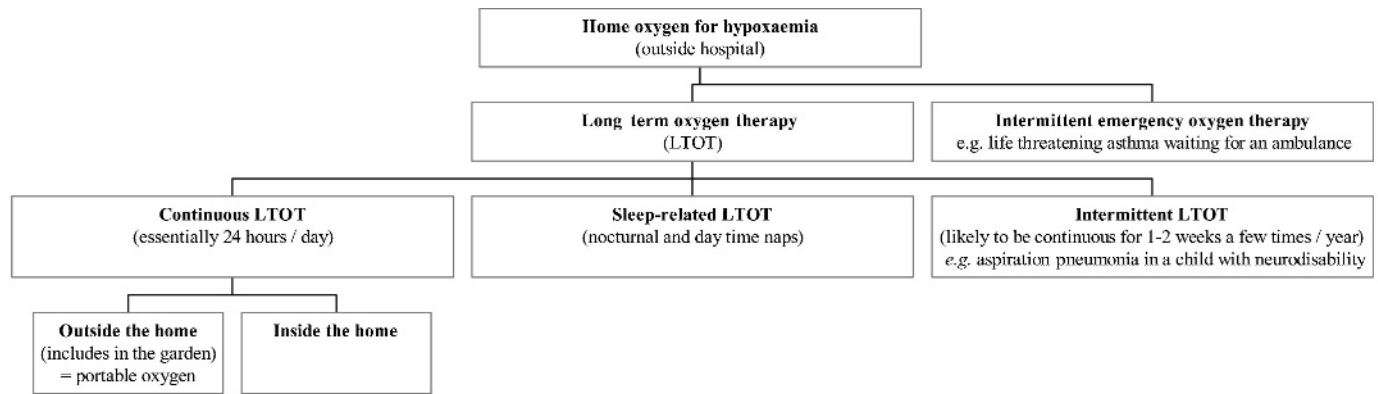 Home oxygen for hypoxaemia
(outside hospital)
Long term oxygen therapy
(LTOT)
Intermittent emergency oxygen therapy
e.g. life threatening asthma waiting for an ambulance
Continuous LTOT
(essentially 24 hours / day)
Sleep-related LTOT
(nocturnal and day time naps)
Intermittent LTOT
(likely to be continuous for 1-2 weeks a few times / year)
e.g. aspiration pneumonia in a child with neurodisability
Outside the home
(includes in the garden)
= portable oxygen
Inside the home